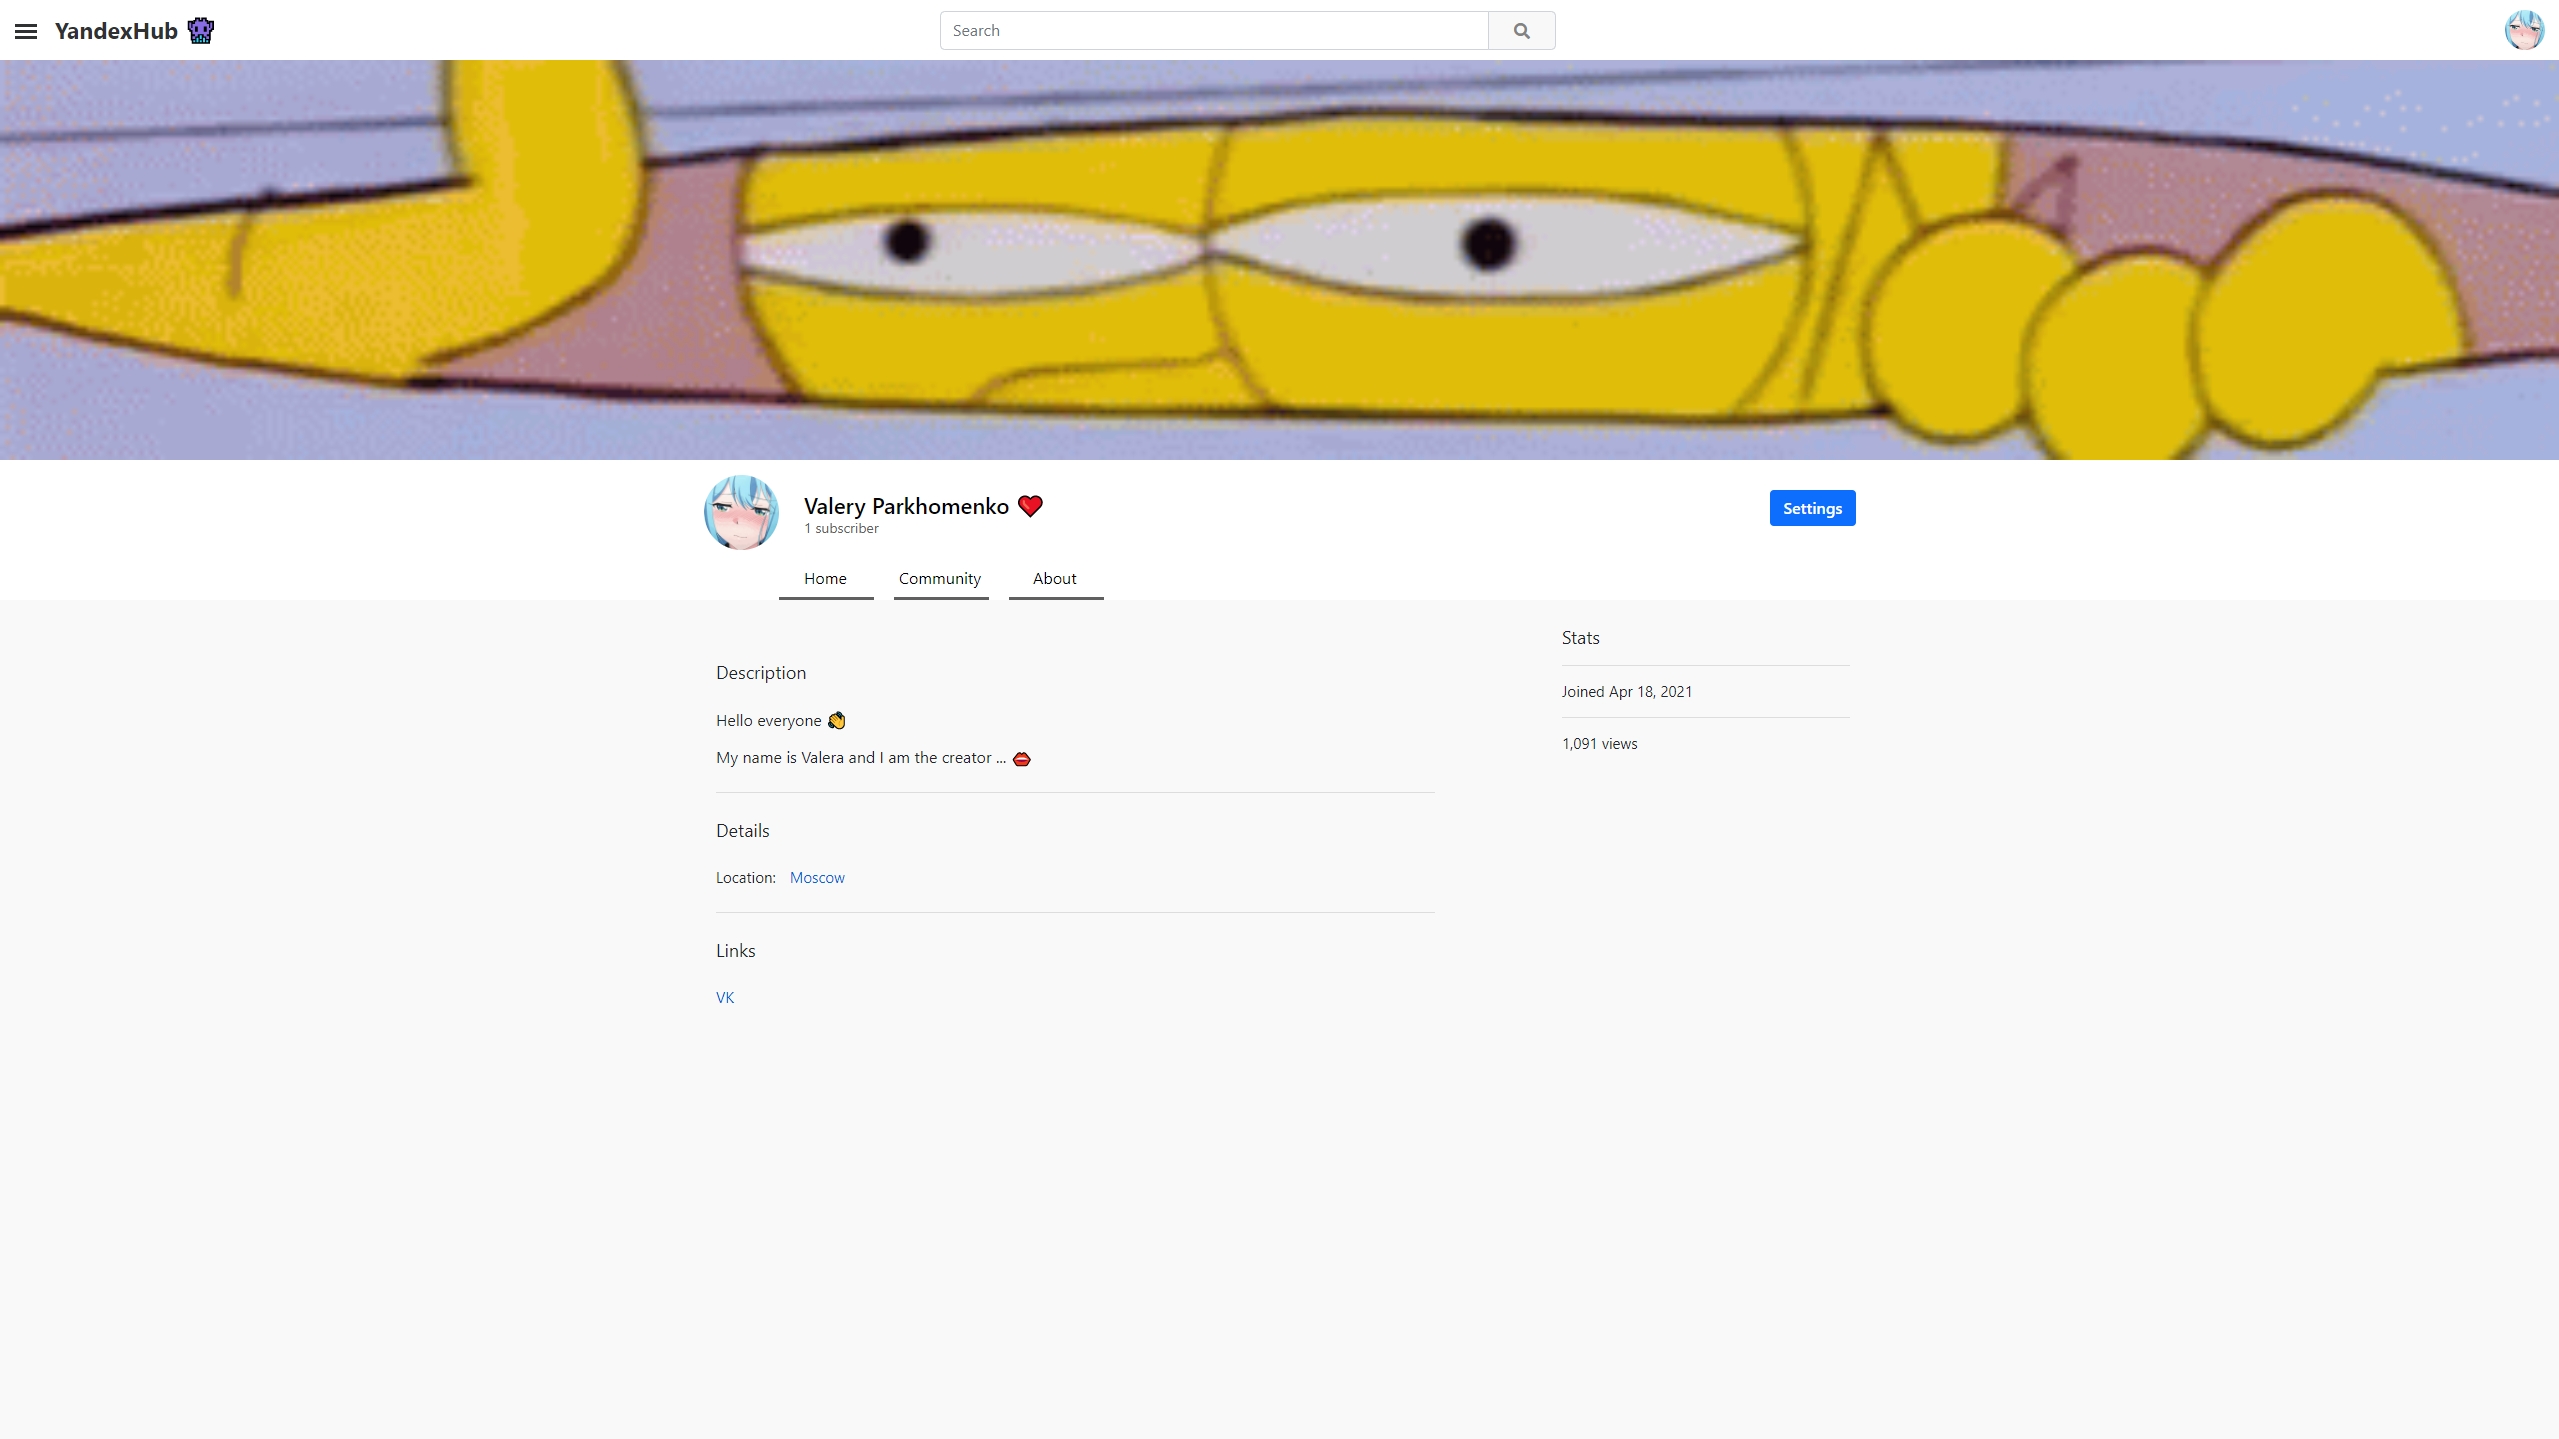 YandexHub
Search
Valery Parkhomenko ❤️
1 subscriber
Settings
Home
Community
About
Stats
Joined Apr 18, 2021
1,091 views
Description
Hello everyone 👋
My name is Valera and I am the creator ... 👄
Details
Location: Moscow
Links
VK